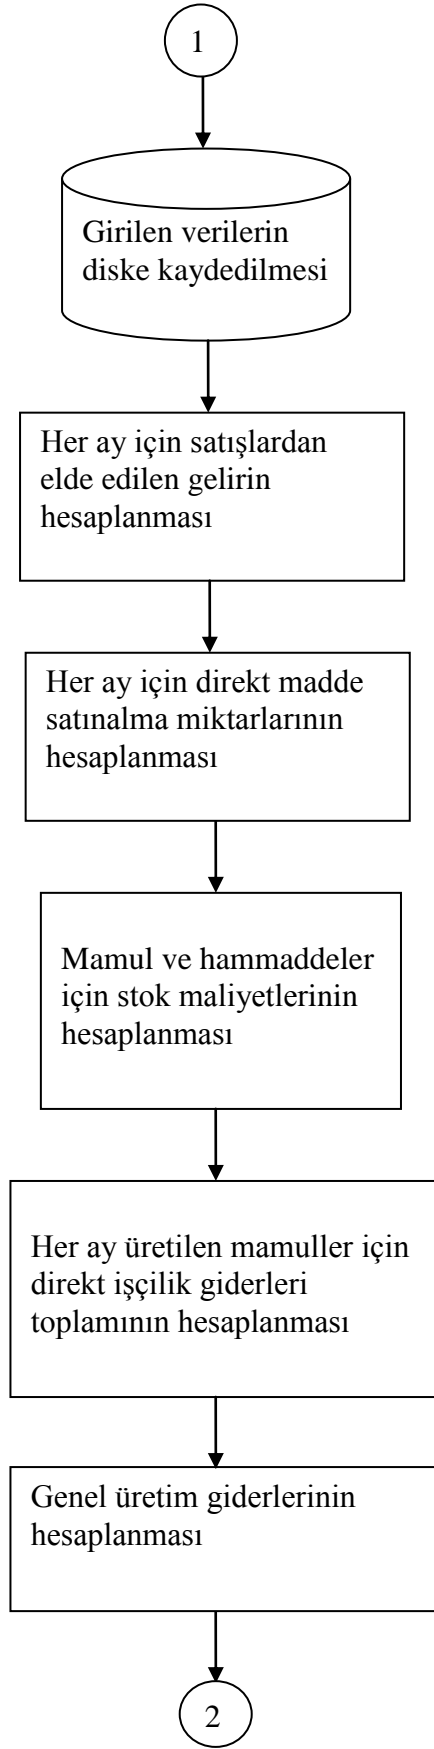 1
Girilen verilerin
diske kaydedilmesi
Her ay için satışlardan
elde edilen gelirin
hesaplanması
Her ay için direkt madde
satınalma miktarlarının
hesaplanması
Mamul ve hammaddeler
için stok maliyetlerinin
hesaplanması
Her ay üretilen mamuller için
direkt işçilik giderleri
toplamının hesaplanması
Genel üretim giderlerinin
hesaplanması
2